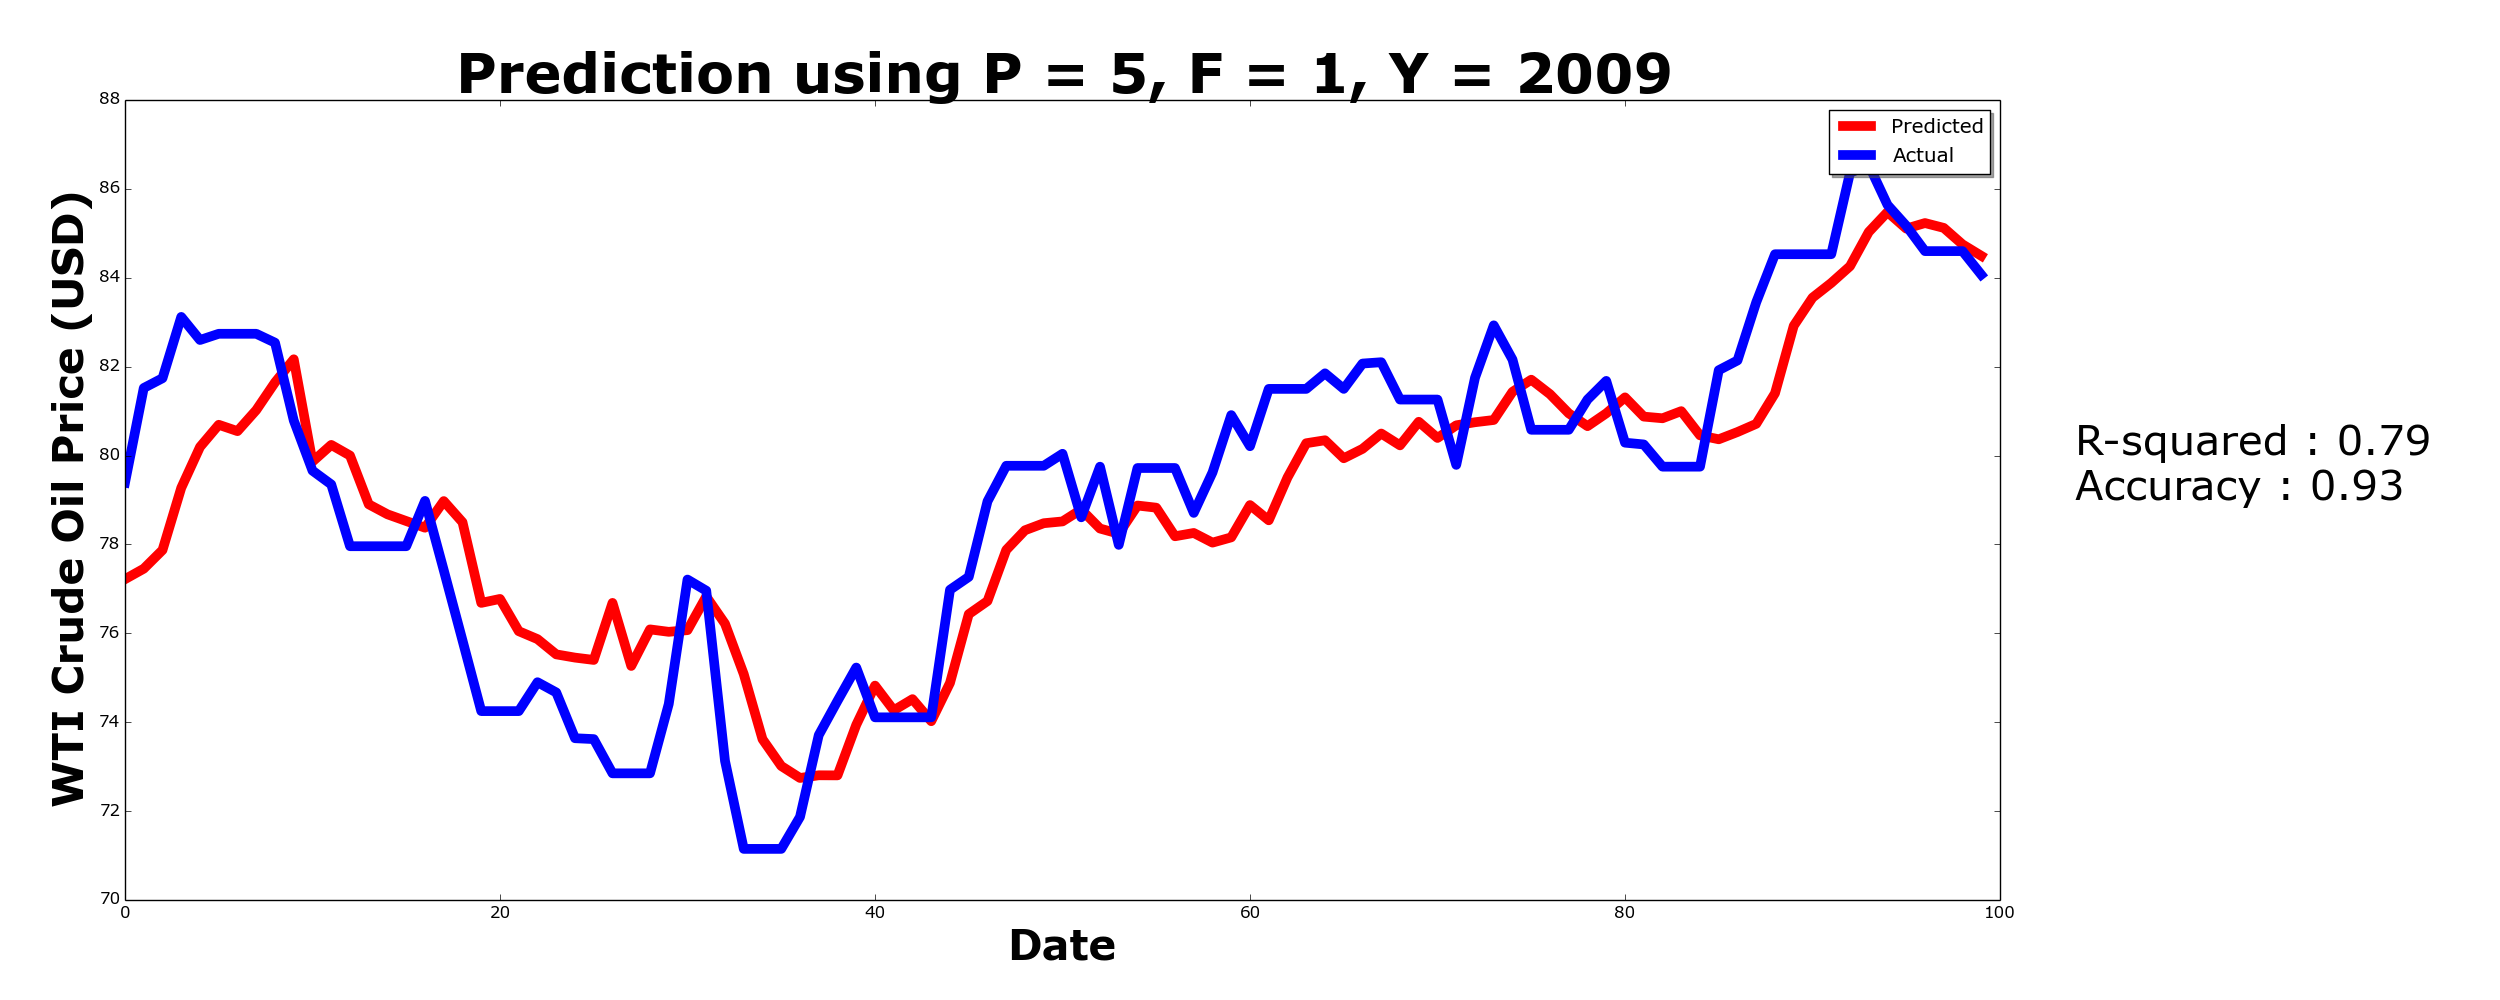 Prediction using P = 5, F = 1, Y = 2009
Predicted
Actual
WTI Crude Oil Price (USD)
88
86
84
82
80
78
76
74
72
70
0 20 40 60 80 100
Date
R-squared : 0.79
Accuracy : 0.93